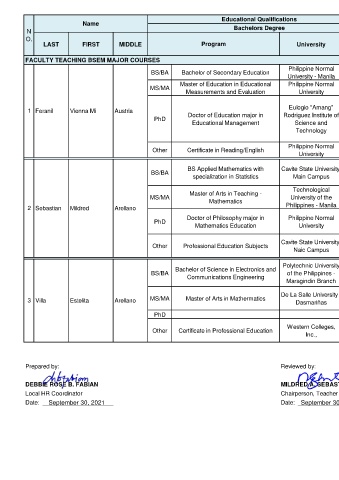 Educational Qualifications
N O. Name Bachelors Degree
LAST FIRST MIDDLE Program University
FACULTY TEACHING BSEM MAJOR COURSES
BS/BA Bachelor of Secondary Education Philippine Normal University - Manila
MS/MA Master of Education in Educational Measurements and Evaluation Philippine Normal University
1 Vienna Mi Austria
PhD Doctor of Education major in Educational Management Eulogio "Amang" Rodriguez Institute of Science and Technology
Other Certificate in Reading/English Philippine Normal University
BS/BA BS Applied Mathematics with specialization in Statistics Cavite State University Main Campus
MS/MA Master of Arts in Teaching - Mathematics Technological University of the Philippines - Manila
2 Sebastian Mildred Arellano
PhD Doctor of Philosophy major in Mathematics Education Philippine Normal University
Other Professional Education Subjects Cavite State University Naic Campus
BS/BA Bachelor of Science in Electronics and Communications Engineering Polytechnic University of the Philippines - Maragindin Branch
3 Villa Estelita Arellano
MS/MA Master of Arts in Mathermatics De La Salle University Dasmariñas
PhD
Other Certificate in Professional Education Western Colleges, Inc.,
Prepared by: Reviewed by:
DEBBIE ROSE B. FABIAN MILDRED A. SEBAST
Local HR Coordinator Chairperson, Teacher
Date: September 30, 2021 Date: September 30